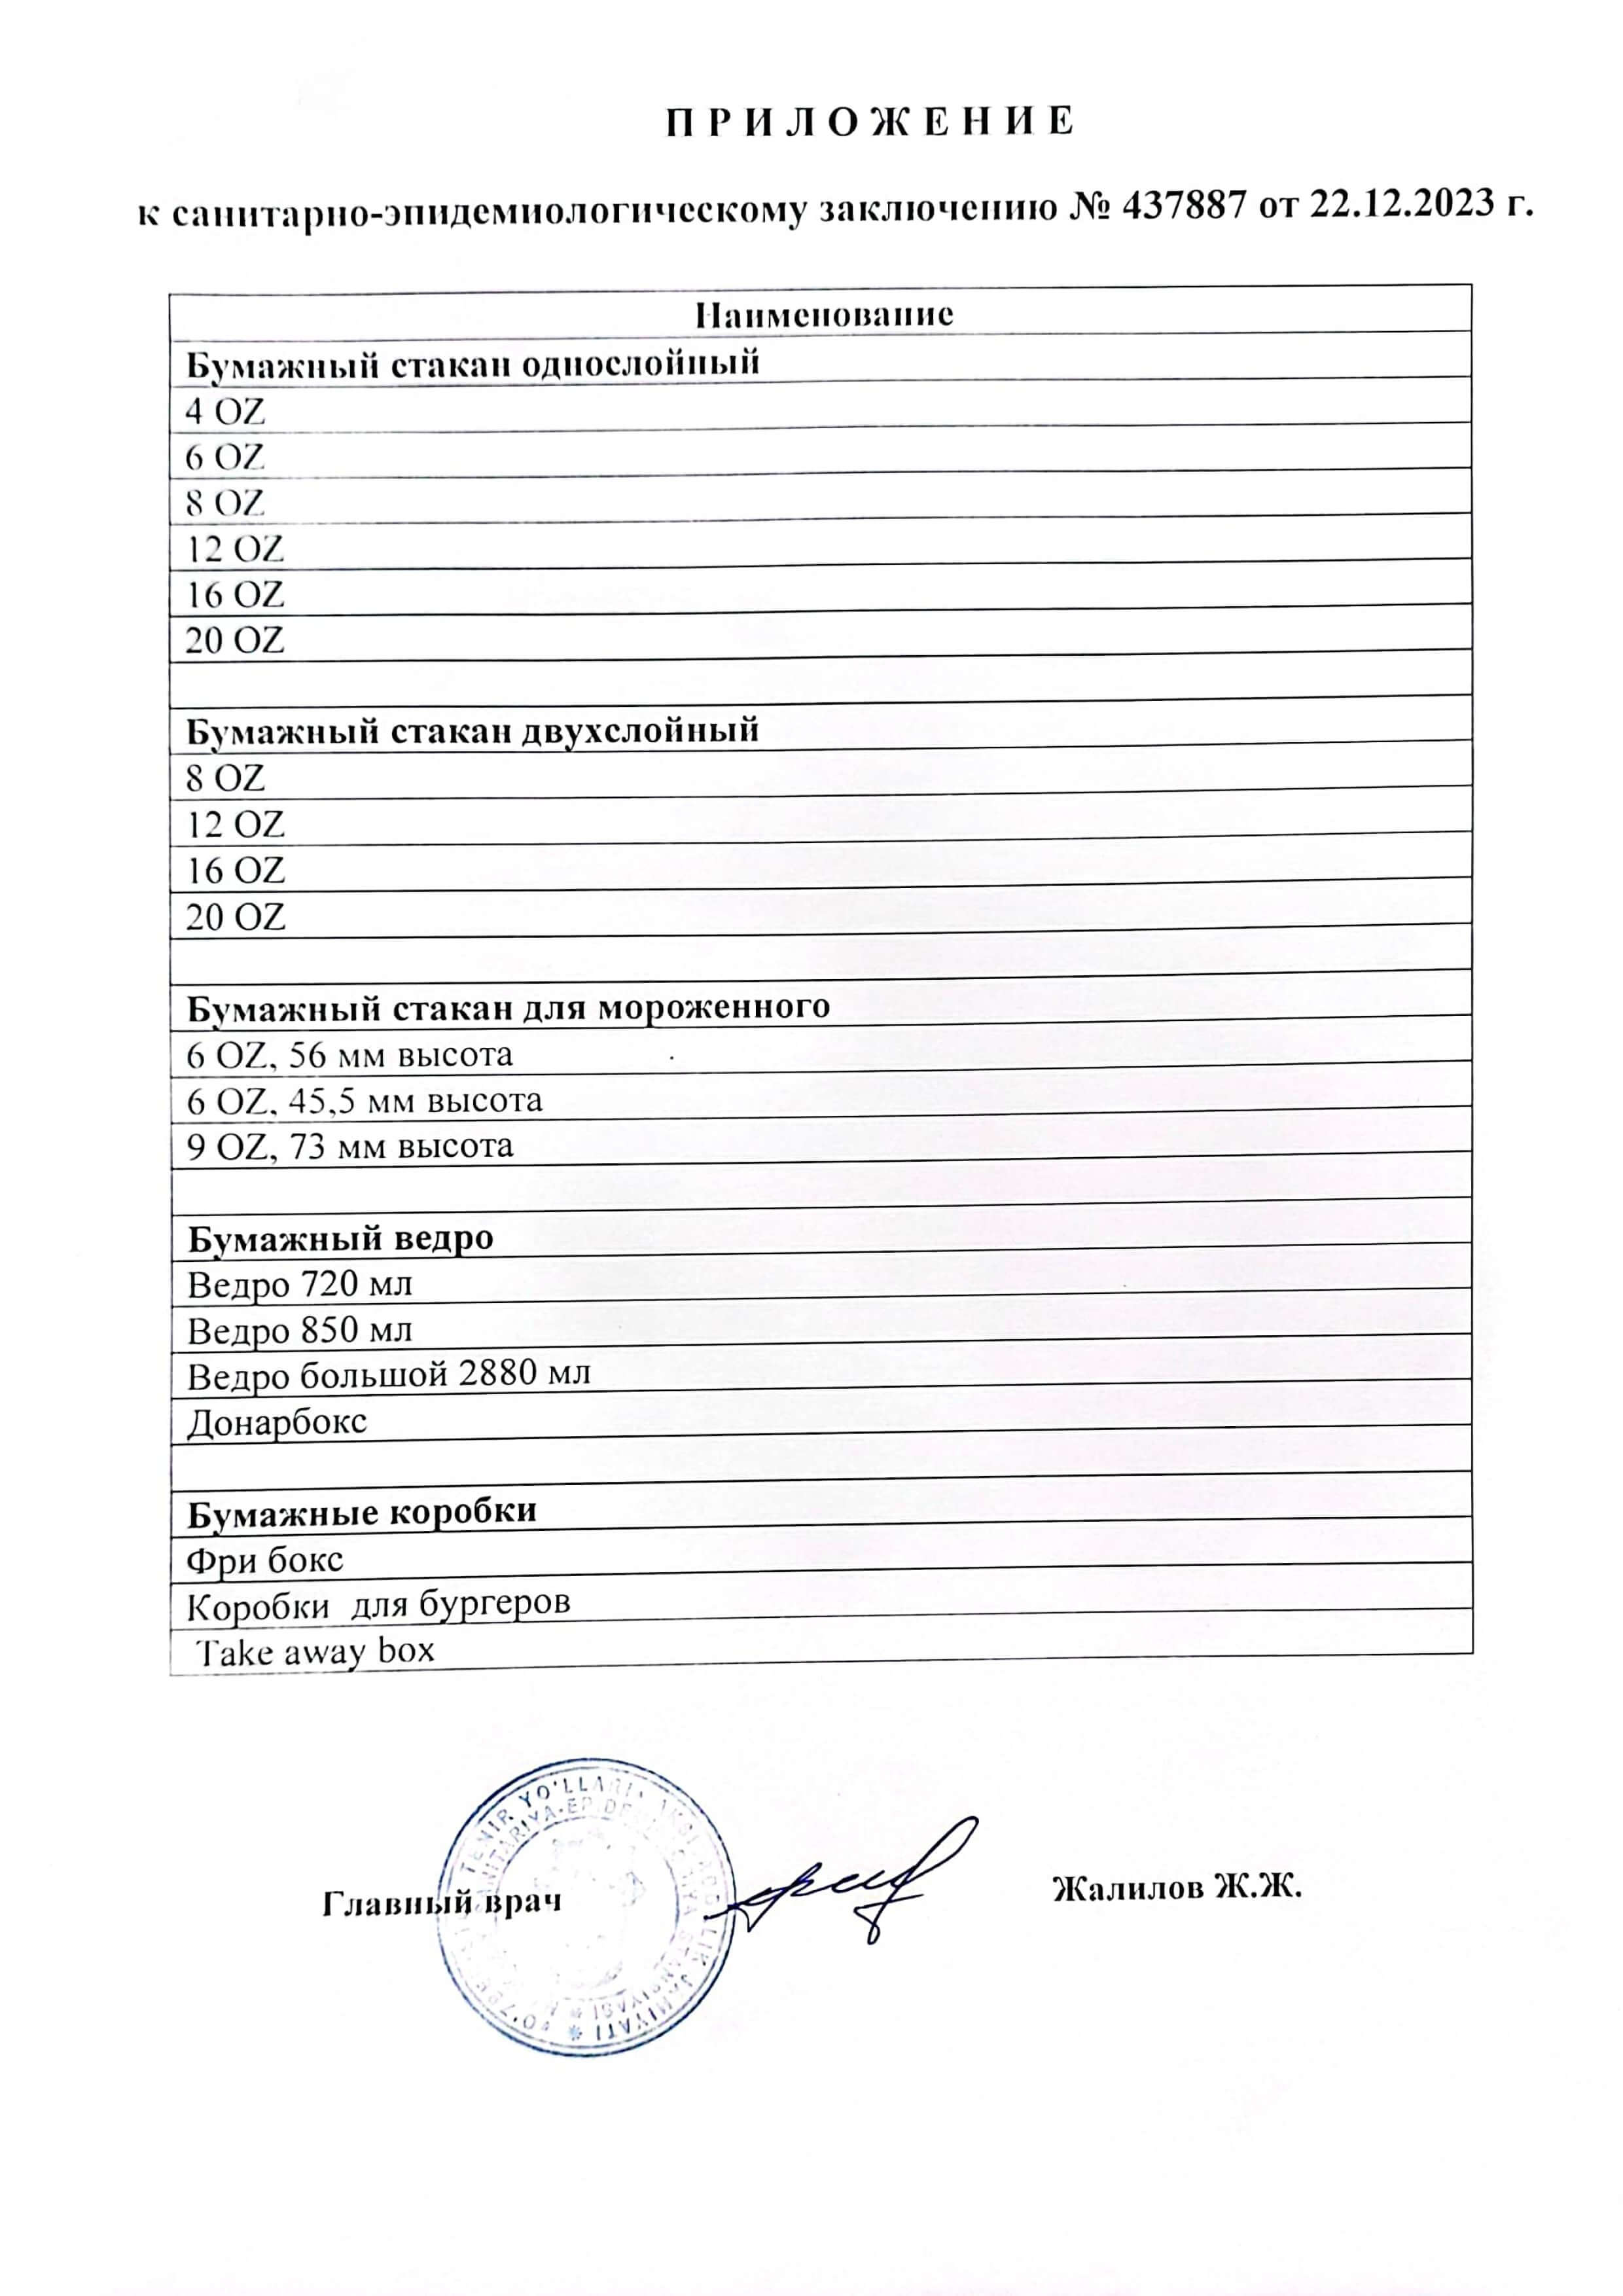 ПРИЛОЖЕНИЕ
к санитарно-эпидемиологическому заключению № 437887 от 22.12.2023 г.
Наименование
Бумажный стакан однослойный
4 OZ
6 OZ
8 OZ
12 OZ
16 OZ
20 OZ
Бумажный стакан двухслойный
8 OZ
12 OZ
16 OZ
20 OZ
Бумажный стакан для мороженного
6 OZ, 56 мм высота
6 OZ, 45,5 мм высота
9 OZ, 73 мм высота
Бумажный ведро
Ведро 720 мл
Ведро 850 мл
Ведро большой 2880 мл
Донарбокс
Бумажные коробки
Фри бокс
Коробки для бургеров
Take away box
Главный врач
Жалилов Ж.Ж.
TEMIR YO'LLARI
JAMIYATI